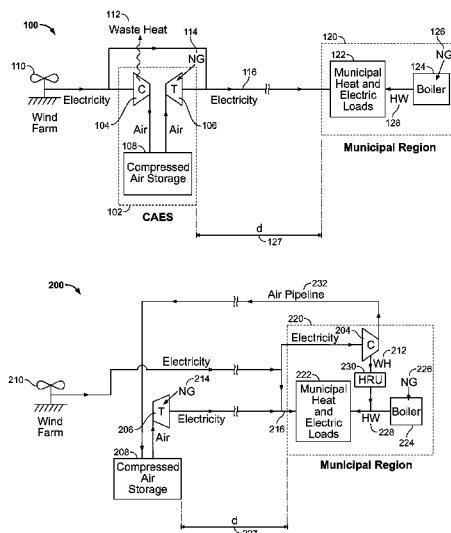 100
112
114
Waste Heat
NG
110
C
T
116
Electricity
Electricity
Wind
Farm
104
Air
Air
106
108
Compressed
Air Storage
102
CAES
d
127
120
122
126
NG
124
Municipal
Heat and
Electric
Loads
HW
128
Boiler
Municipal Region
200
232
Air Pipeline
220
204
Electricity
C
212
WH
Electricity
230
HRU
210
214
NG
222
226
NG
Wind
Farm
206
T
Air
216
Municipal
Heat and
Electric
Loads
HW
228
Boiler
224
208
Compressed
Air Storage
Municipal Region
d
227